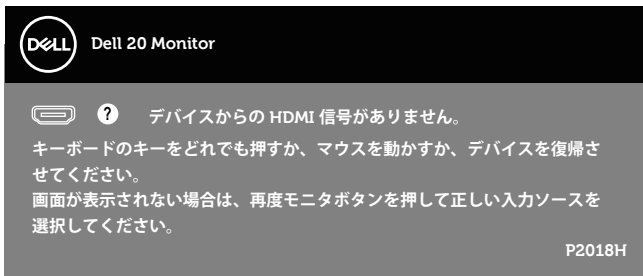 DELL
Dell 20 Monitor
? デバイスからの HDMI 信号がありません。
キーボードのキーをどれでも押すか、マウスを動かすか、デバイスを復帰さ
せてください。
画面が表示されない場合は、再度モニタボタンを押して正しい入力ソースを
選択してください。
P2018H